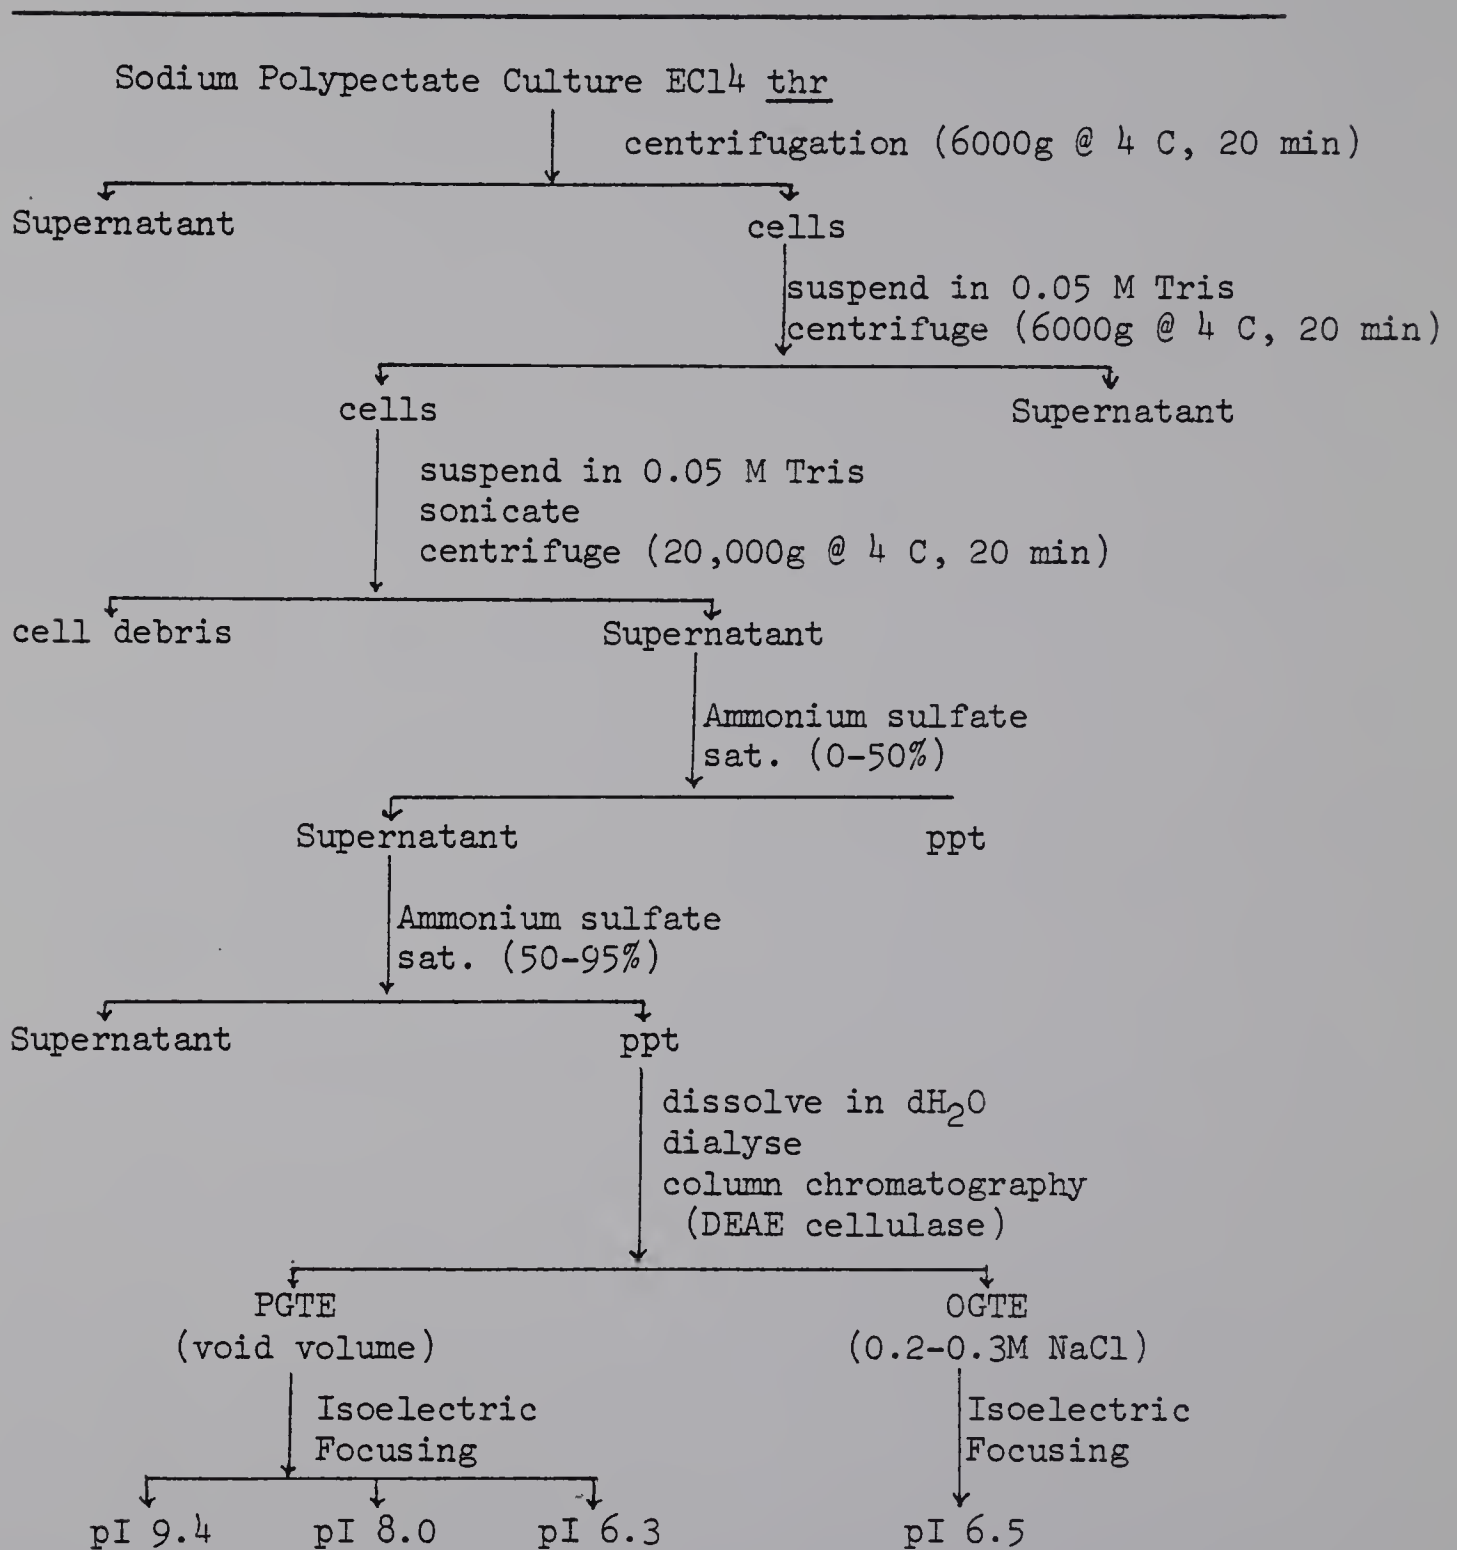 Sodium Polypectate Culture EC14 thr
centrifugation (6000g @ 4 C, 20 min)
Supernatant
cells
suspend in 0.05 M Tris
centrifuge (6000g @ 4 C, 20 min)
cells
Supernatant
suspend in 0.05 M Tris
sonicate
centrifuge (20,000g @ 4 C, 20 min)
cell debris
Supernatant
Ammonium sulfate
sat. (0-50%)
Supernatant
ppt
Ammonium sulfate
sat. (50-95%)
Supernatant
ppt
dissolve in dH₂O
dialyse
column chromatography
(DEAE cellulase)
PGTE
OGTE
(void volume)
(0.2-0.3M NaCl)
Isoelectric
Focusing
Isoelectric
Focusing
pI 9.4
pI 8.0
pI 6.3
pI 6.5